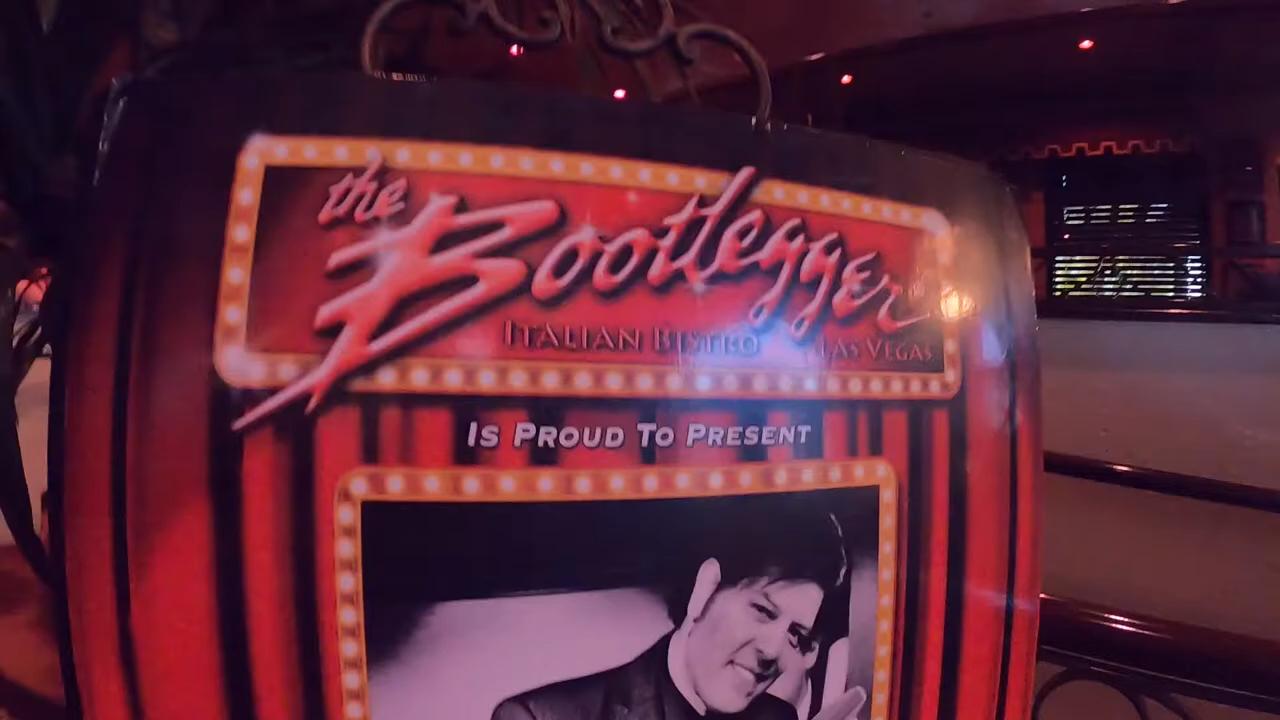 the Bootlegger
ITALIAN BISTRO LAS VEGAS
IS PROUD TO PRESENT